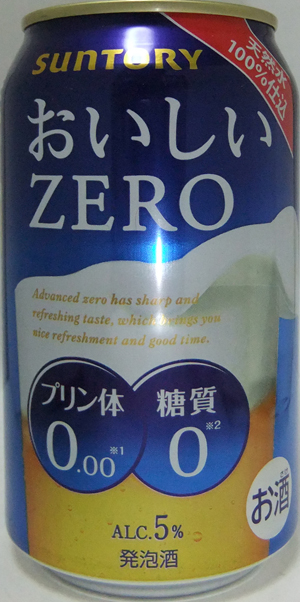 SUNTORY
天然水
100%仕込
おいしい
ZERO
Advanced zero has sharp and
refreshing taste, which brings you
nice refreshment and good time.
プリン体
0.00※1
糖質
0※2
お酒
ALC.5%
発泡酒